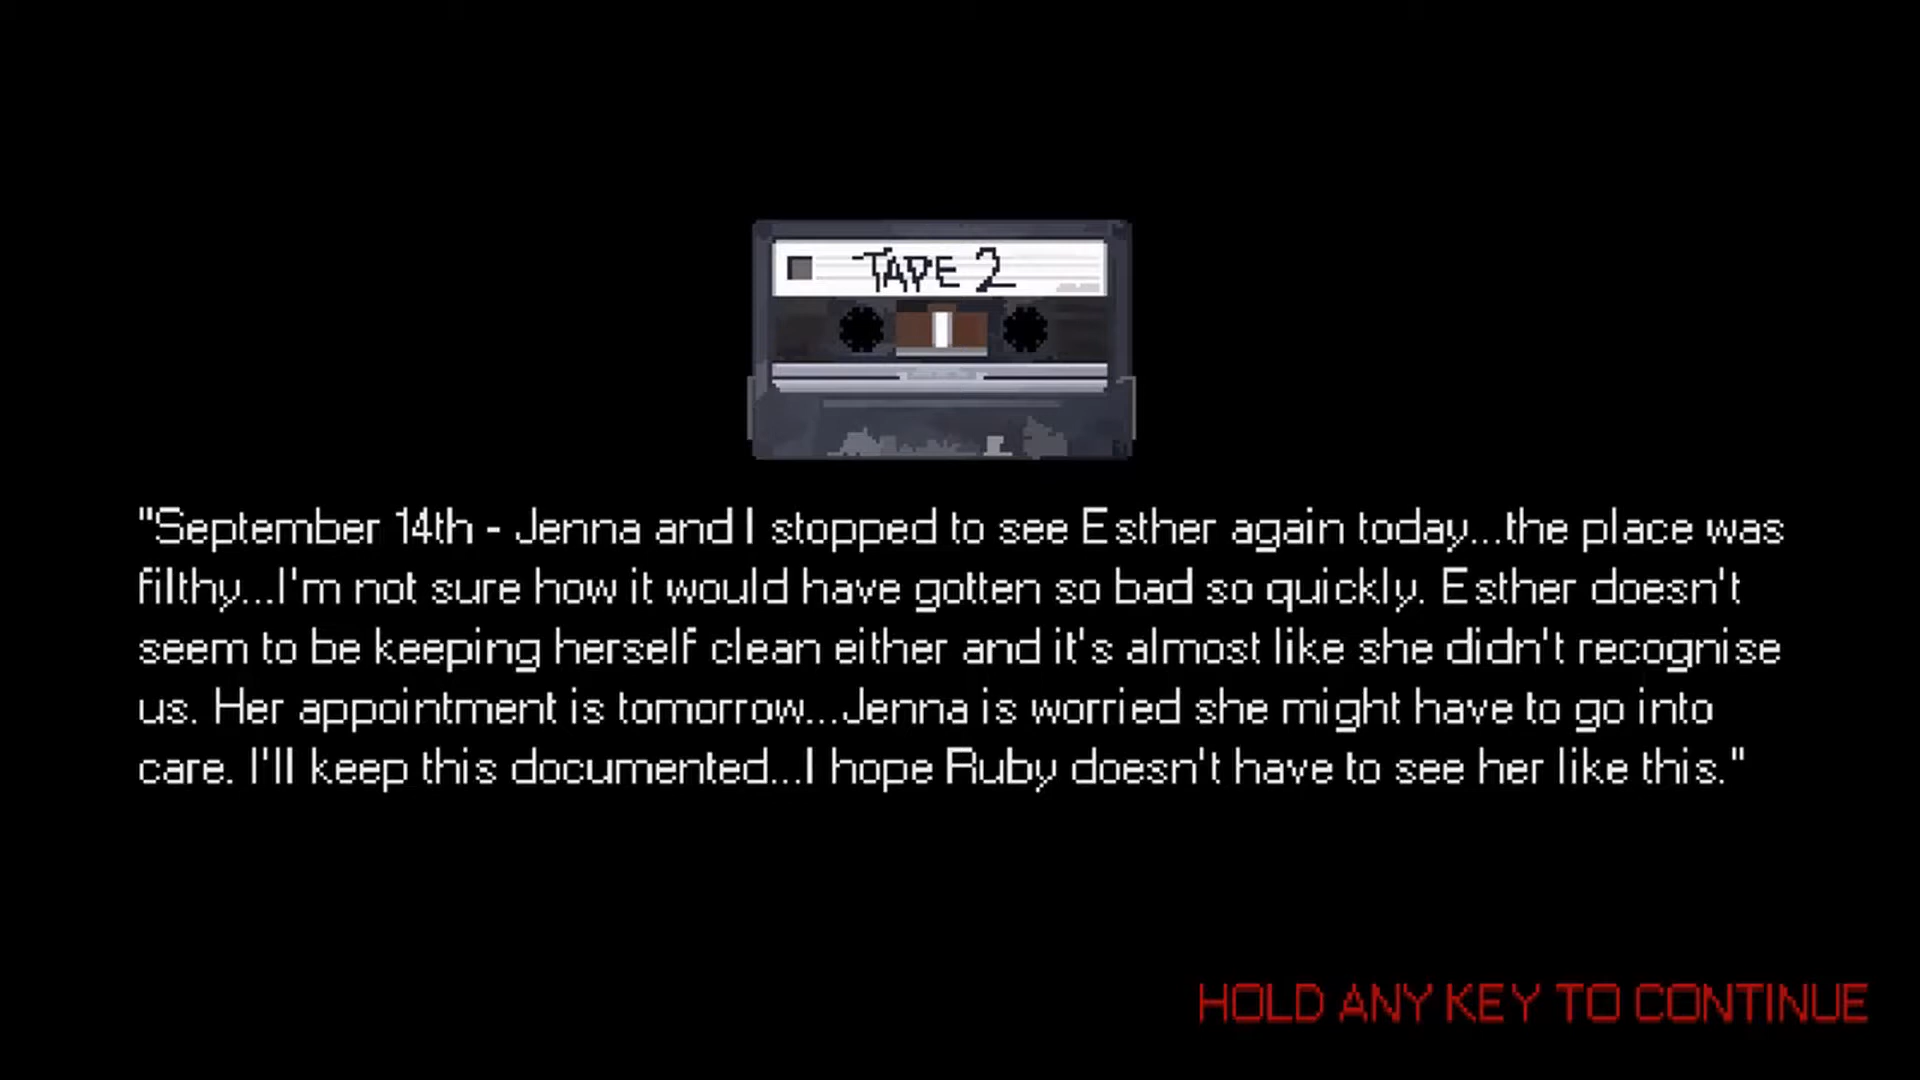 TAPE 2
"September 14th - Jenna and I stopped to see Esther again today...the place was
filthy...I'm not sure how it would have gotten so bad so quickly. Esther doesn't
seem to be keeping herself clean either and it's almost like she didn't recognise
us. Her appointment is tomorrow...Jenna is worried she might have to go into
care. I'll keep this documented...I hope Ruby doesn't have to see her like this."
HOLD ANY KEY TO CONTINUE